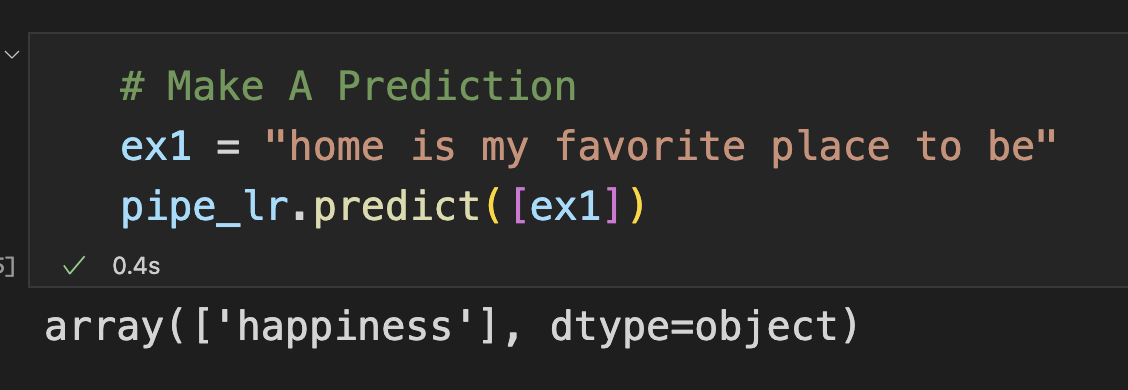 # Make A Prediction
ex1 = "home is my favorite place to be"
pipe_lr.predict([ex1])
]
0.4s
array(['happiness'], dtype=object)